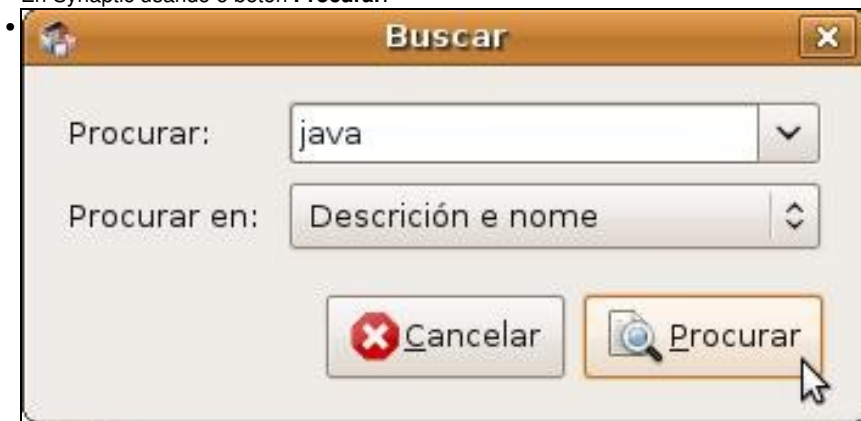 En Synaptic usando o botón Procurar:
• Buscar
Procurar: java
Procurar en: Descrición e nome
Cancelar Procurar